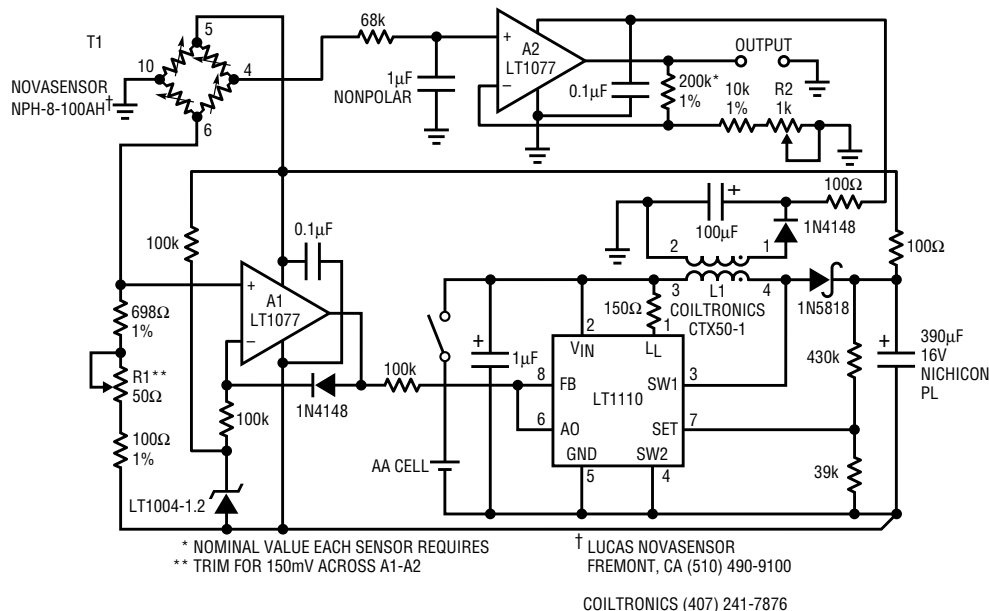 T1
NOVASENSOR
NPH-8-100AH†
5
10
4
6
68k
1µF
NONPOLAR
+
–
A2
LT1077
0.1µF
OUTPUT
200k*
1%
10k
1%
R2
1k
100Ω
+
100µF
1N4148
2
1
3
4
L1
COILTRONICS
CTX50-1
100Ω
1N5818
100k
0.1µF
+
–
A1
LT1077
698Ω
1%
R1**
50Ω
100Ω
1%
100k
1N4148
100k
LT1004-1.2
+
1µF
AA CELL
150Ω
2
1
VIN
LL
8
FB
SW1
3
LT1110
6
AO
SET
7
GND
SW2
5
4
430k
39k
+
390µF
16V
NICHICON
PL
* NOMINAL VALUE EACH SENSOR REQUIRES
** TRIM FOR 150mV ACROSS A1-A2
† LUCAS NOVASENSOR
FREMONT, CA (510) 490-9100
COILTRONICS (407) 241-7876